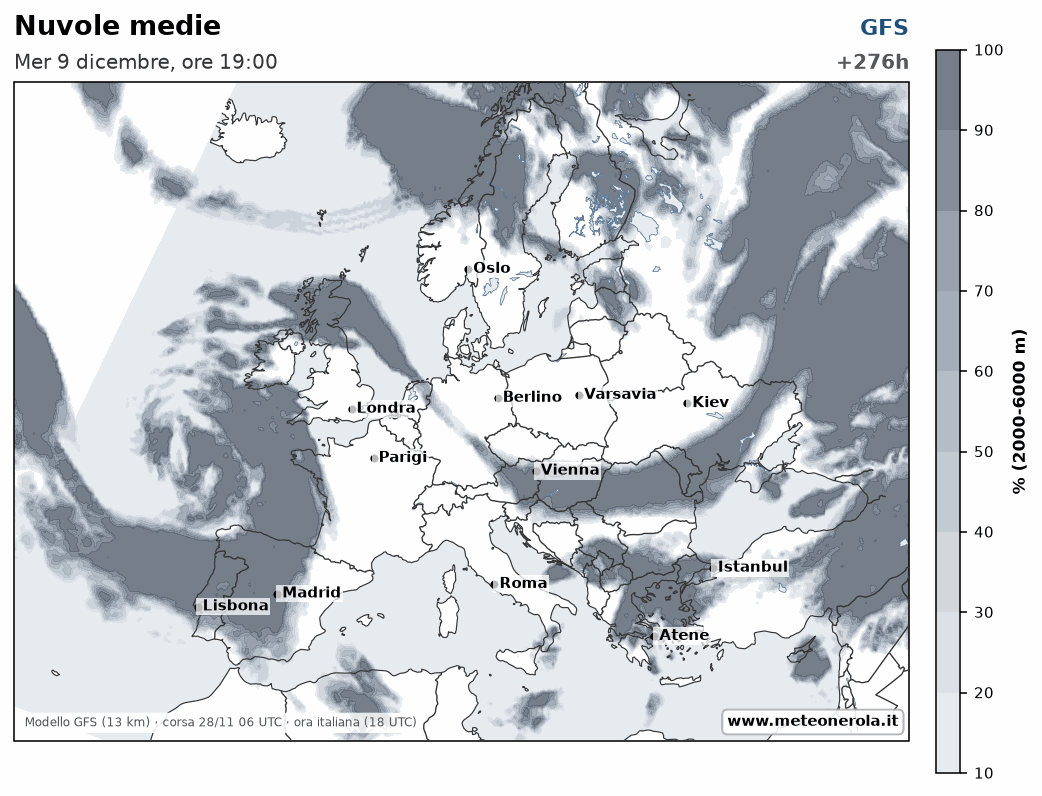 Nuvole medie
GFS
Mer 9 dicembre, ore 19:00
+276h
100
90
80
70
60
50
40
30
20
10
% (2000-6000 m)
Oslo
Berlino
Varsavia
Kiev
Londra
Parigi
Vienna
Istanbul
Roma
Madrid
Lisbona
Atene
Modello GFS (13 km) · corsa 28/11 06 UTC · ora italiana (18 UTC)
www.meteonerola.it